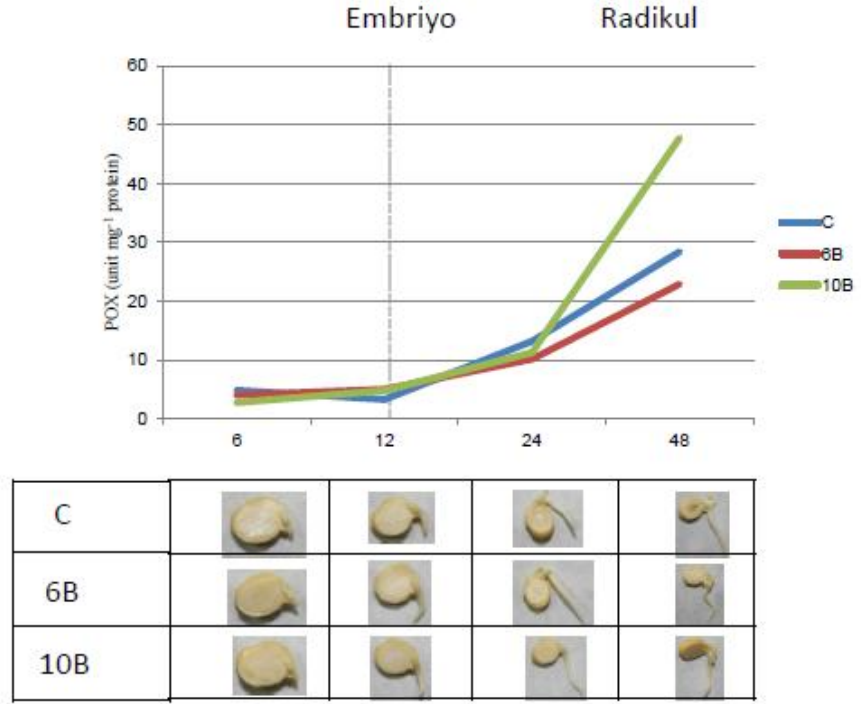 Embriyo Radikul
60
50
40
30
20
10
0
POX (unit mg⁻¹ protein)
6 12 24 48
C
6B
10B
C
6B
10B